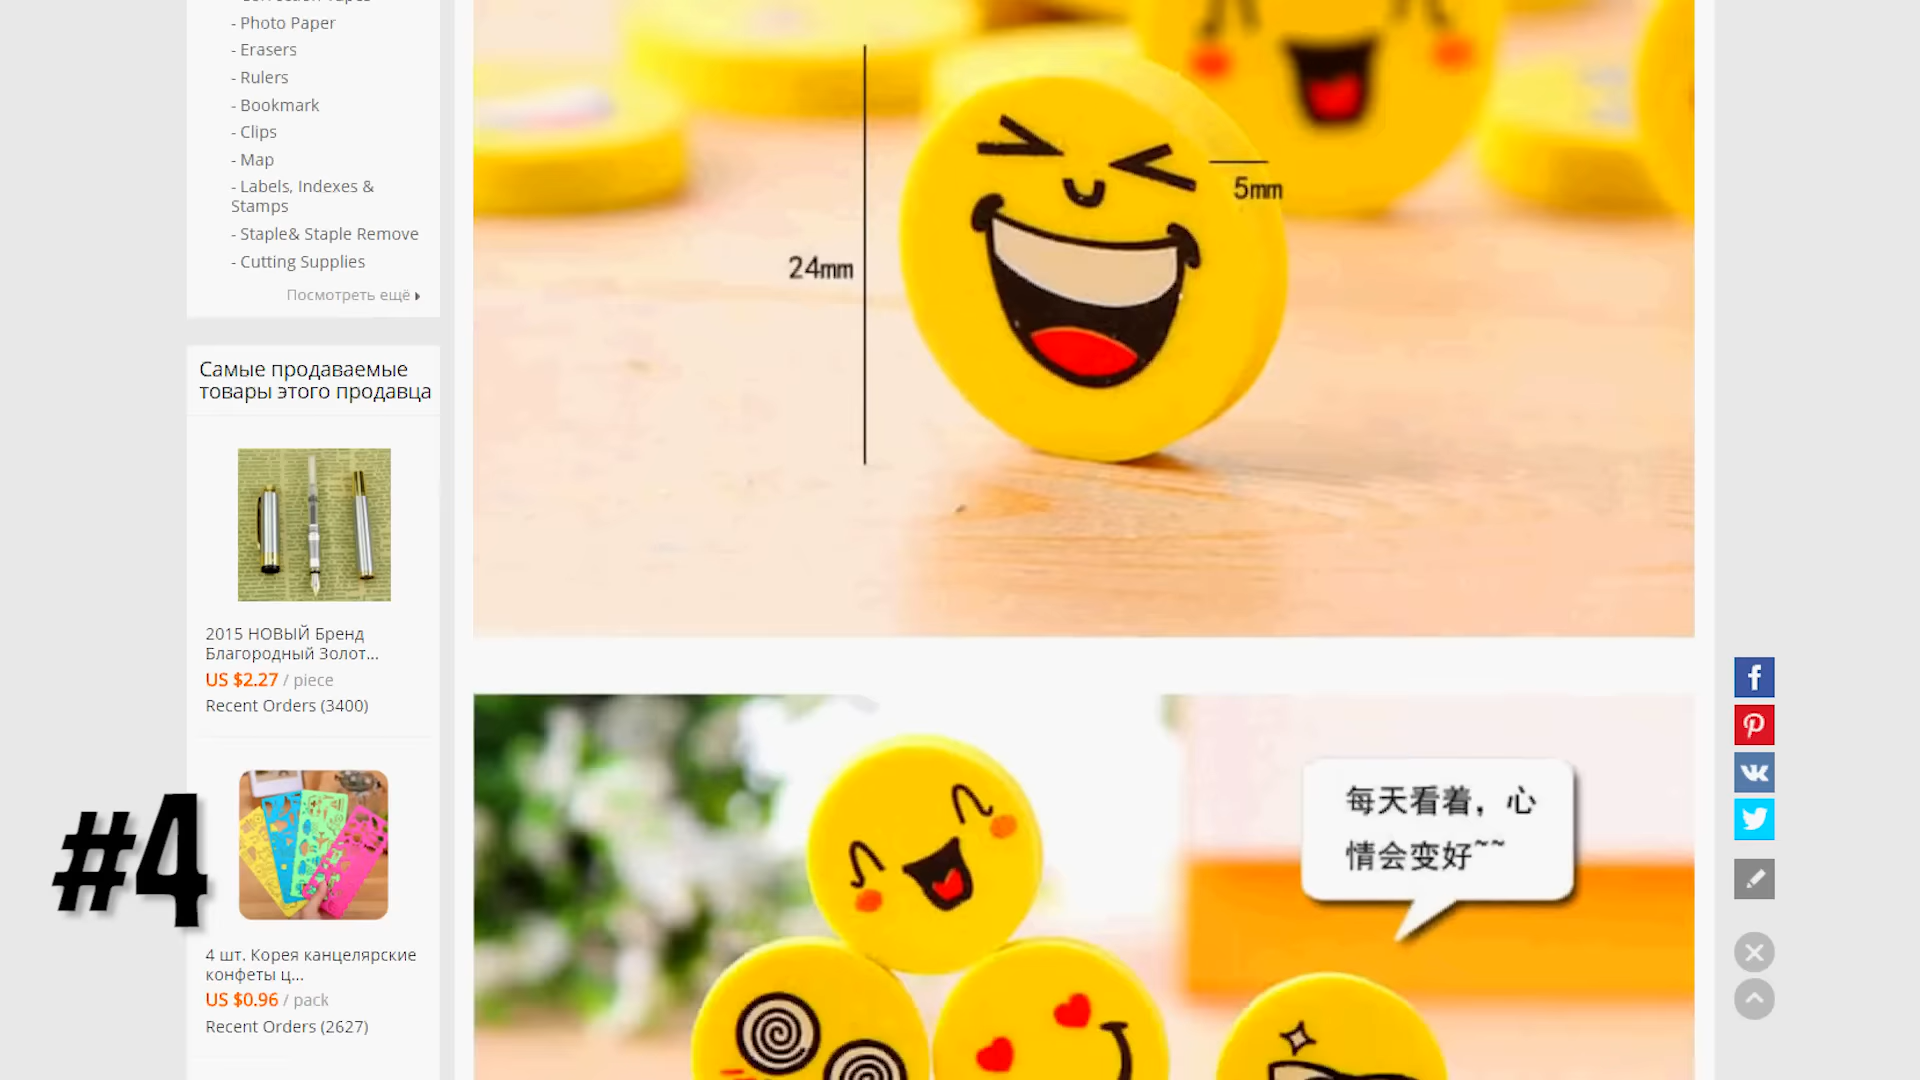 - Photo Paper
- Erasers
- Rulers
- Bookmark
- Clips
- Map
- Labels, Indexes &
Stamps
- Staple& Staple Remove
- Cutting Supplies
Посмотреть ещё
Самые продаваемые
товары этого продавца
2015 НОВЫЙ Бренд
Благородный Золот...
US $2.27 / piece
Recent Orders (3400)
#4
4 шт. Корея канцелярские
конфеты ц...
US $0.96 / pack
Recent Orders (2627)
5mm
24mm
每天看着，心
情会变好~~